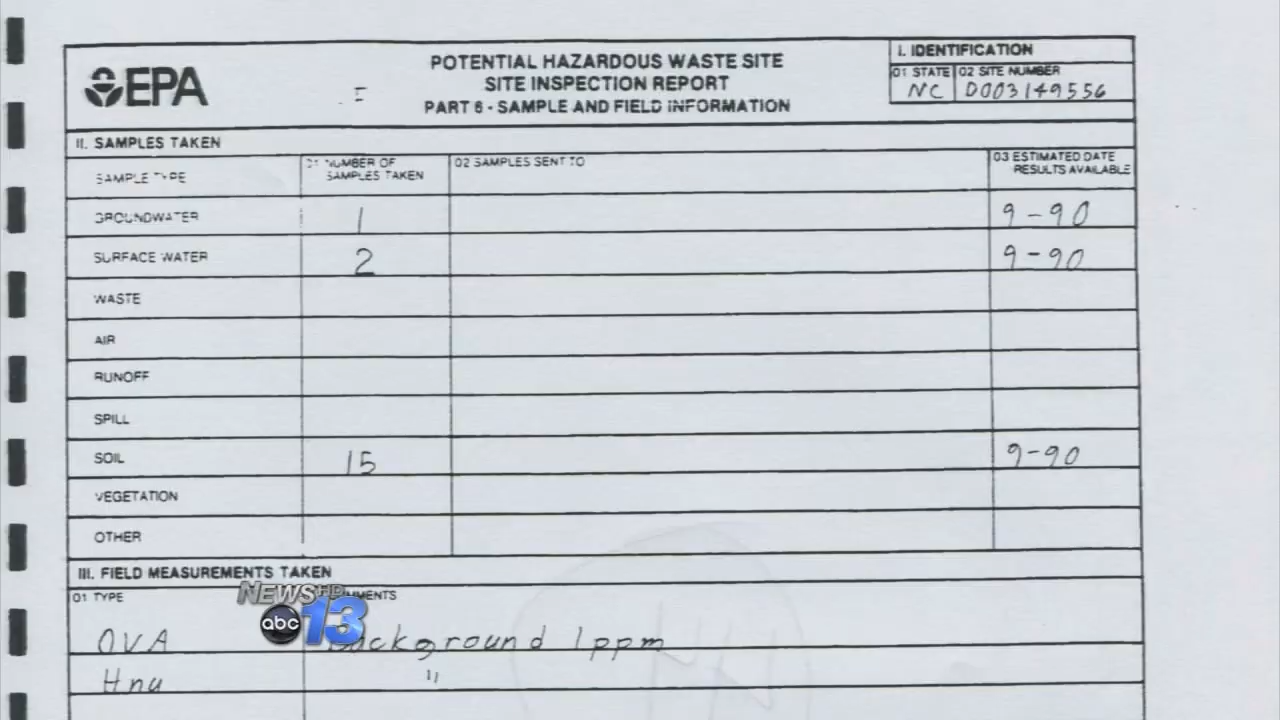 EPA
POTENTIAL HAZARDOUS WASTE SITE
SITE INSPECTION REPORT
PART 6 - SAMPLE AND FIELD INFORMATION
I. IDENTIFICATION
01 STATE 02 SITE NUMBER
NC D003149556
II. SAMPLES TAKEN
SAMPLE TYPE 01 NUMBER OF SAMPLES TAKEN 02 SAMPLES SENT TO 03 ESTIMATED DATE RESULTS AVAILABLE
GROUNDWATER 1 9-90
SURFACE WATER 2 9-90
WASTE
AIR
RUNOFF
SPILL
SOIL 15 9-90
VEGETATION
OTHER
III. FIELD MEASUREMENTS TAKEN
01 TYPE
NEWS HD
abc 13
OVA Background 1ppm
Hnu "